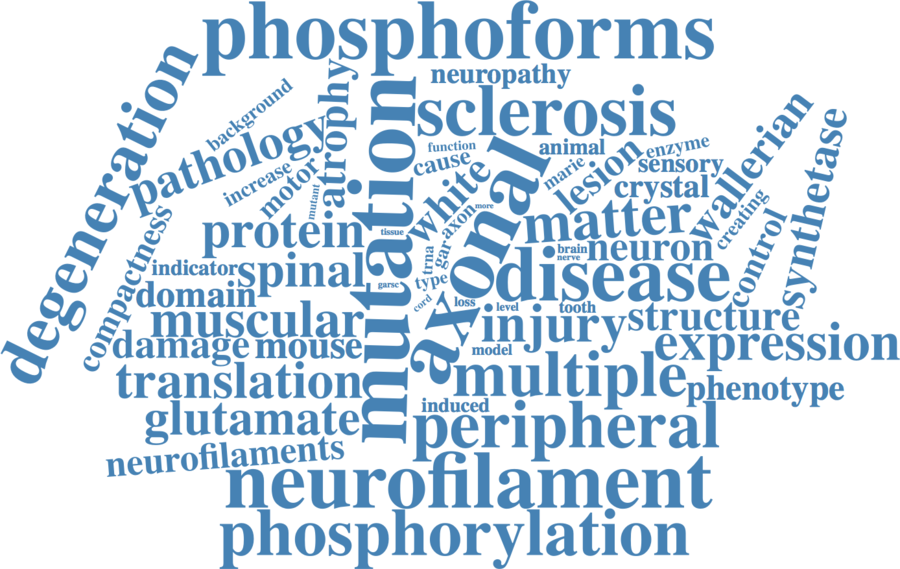 phosphoforms
neuropathy
degeneration
background
atrophy
mutation
sclerosis
pathology
function
animal
enzyme
wallerian
cause
marie
lesion
sensory
synthetase
increase
motor
mutant
white
axonal
crystal
protein
tissue
axon
more
matter
creating
compactness
indicator
spinal
trna
gars
brain
nerve
neuron
control
domain
garsc
type
disease
cord
loss
level
tooth
muscular
injury
structure
damage
mouse
model
expression
translation
multiple
phenotype
glutamate
induced
peripheral
neurofilaments
neurofilament
phosphorylation